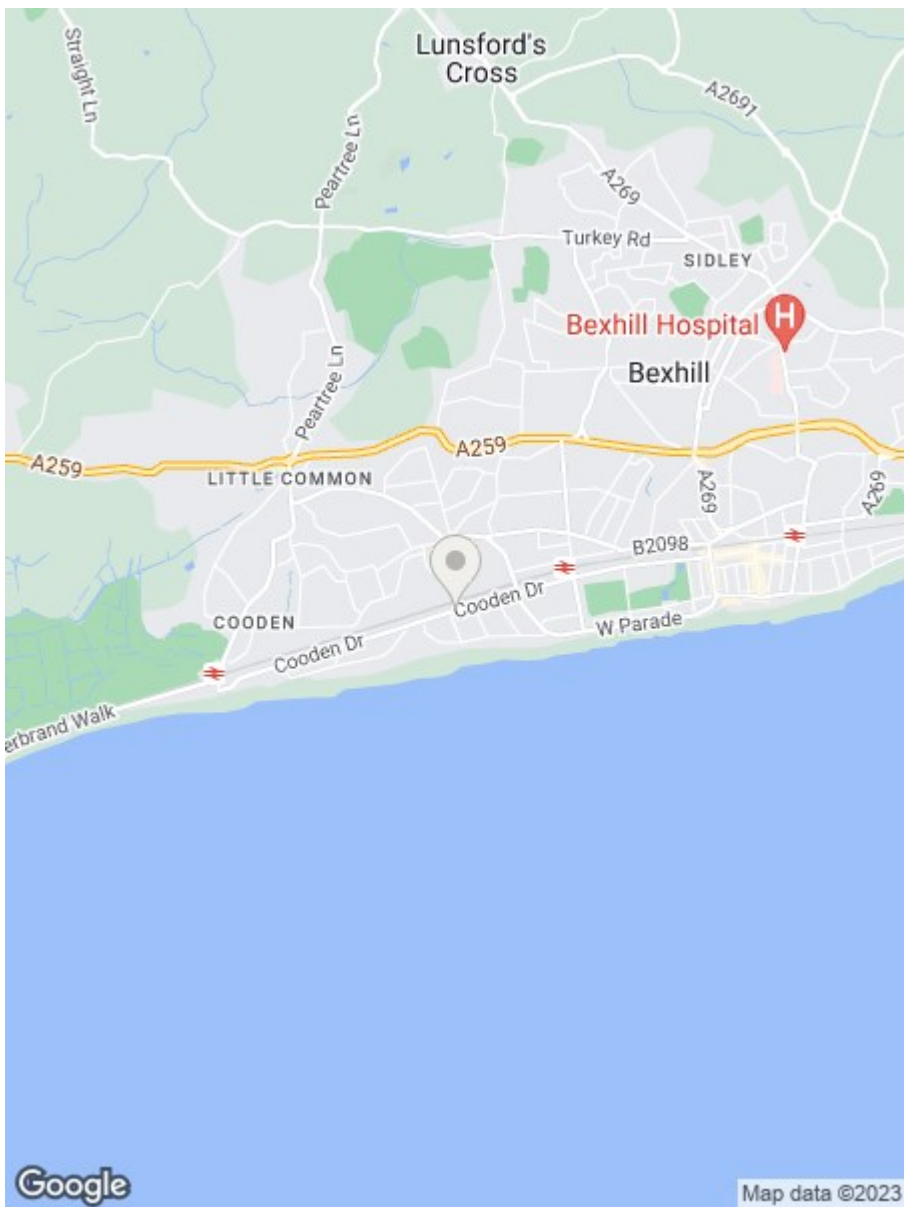 Straight Ln
Lunsford's
Cross
A2691
Peartree Ln
A269
Turkey Rd
SIDLEY
Bexhill Hospital
H
Bexhill
Peartree Ln
A259
A259
LITTLE COMMON
A269
A269
B2098
Cooden Dr
COODEN
W Parade
Cooden Dr
erbrand Walk
Google
Map data ©2023